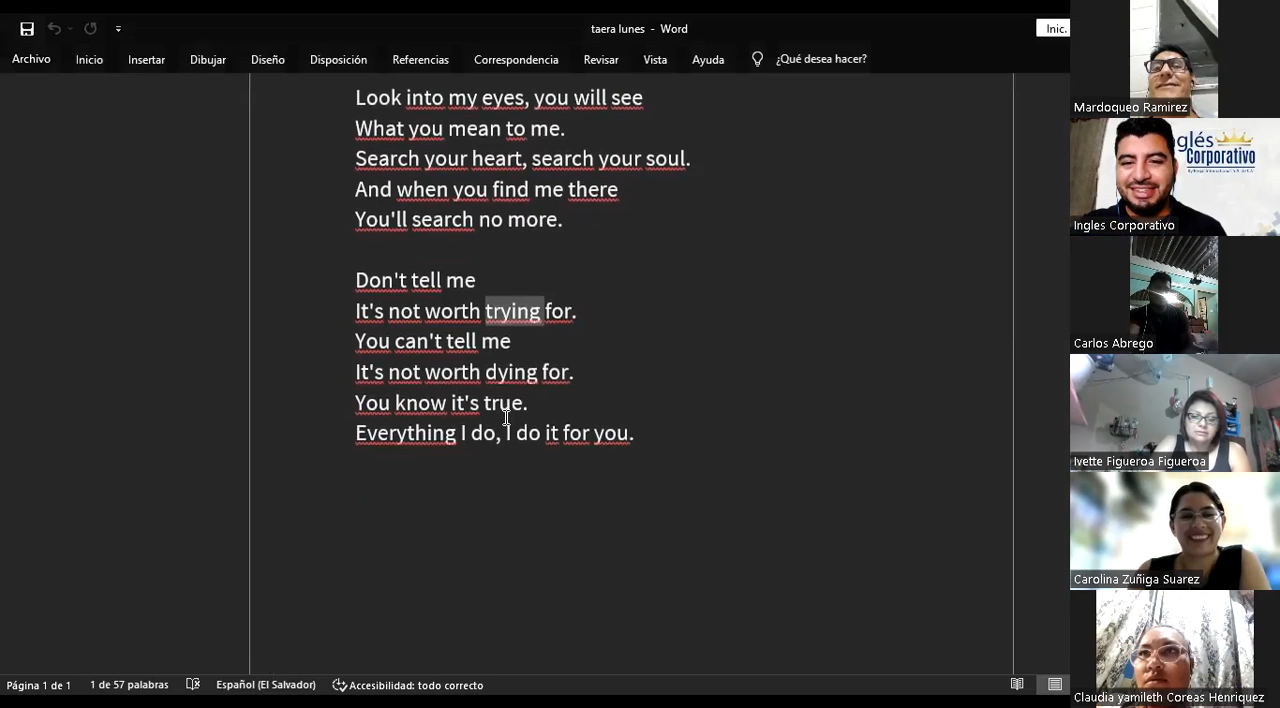 taera lunes - Word
Inic.
Archivo Inicio Insertar Dibujar Diseño Disposición Referencias Correspondencia Revisar Vista Ayuda ¿Qué desea hacer?
Look into my eyes, you will see
What you mean to me.
Search your heart, search your soul.
And when you find me there
You'll search no more.
Don't tell me
It's not worth trying for.
You can't tell me
It's not worth dying for.
You know it's true.
Everything I do, I do it for you.
Página 1 de 1 1 de 57 palabras Español (El Salvador) Accesibilidad: todo correcto
Mardoqueo Ramirez
glés
Corporativo
Ingles Corporativo
Carlos Abrego
Ivette Figueroa Figueroa
Carolina Zuñiga Suarez
Claudia yamileth Coreas Henriquez